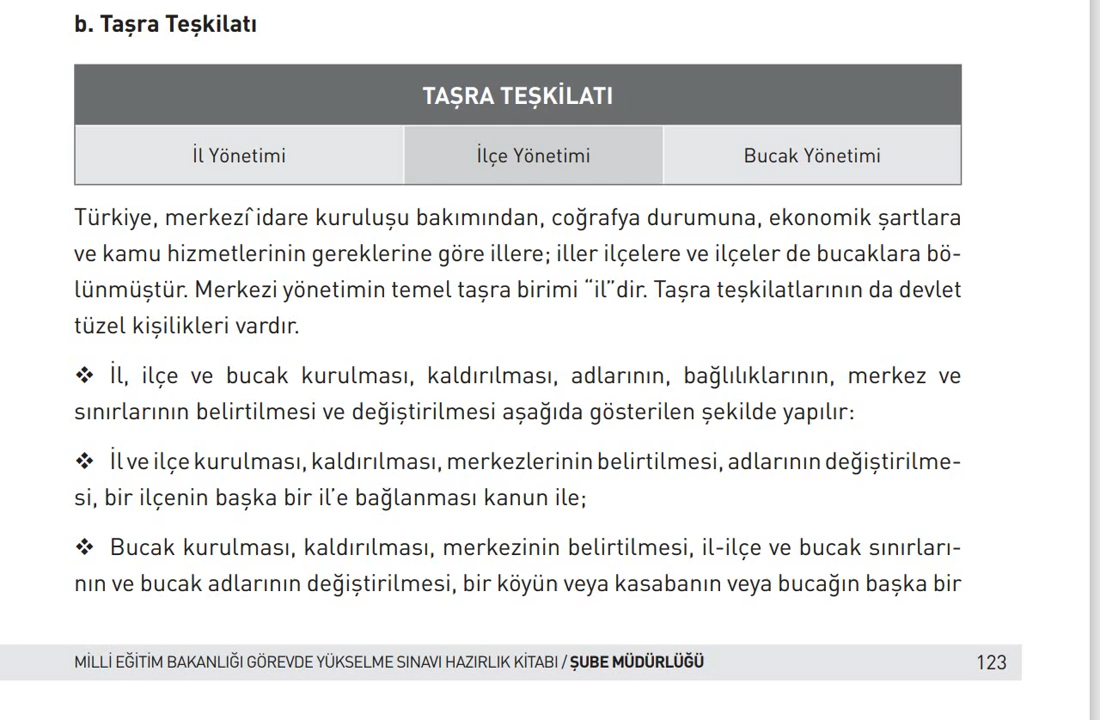 b. Taşra Teşkilatı
TAŞRA TEŞKİLATI
İl Yönetimi
İlçe Yönetimi
Bucak Yönetimi
Türkiye, merkezî idare kuruluşu bakımından, coğrafya durumuna, ekonomik şartlara
ve kamu hizmetlerinin gereklerine göre illere; iller ilçelere ve ilçeler de bucaklara bö-
lünmüştür. Merkezi yönetimin temel taşra birimi “il”dir. Taşra teşkilatlarının da devlet
tüzel kişilikleri vardır.
❖ İl, ilçe ve bucak kurulması, kaldırılması, adlarının, bağlılıklarının, merkez ve
sınırlarının belirtilmesi ve değiştirilmesi aşağıda gösterilen şekilde yapılır:
❖ İl ve ilçe kurulması, kaldırılması, merkezlerinin belirtilmesi, adlarının değiştirilme-
si, bir ilçenin başka bir il’e bağlanması kanun ile;
❖ Bucak kurulması, kaldırılması, merkezinin belirtilmesi, il-ilçe ve bucak sınırları-
nın ve bucak adlarının değiştirilmesi, bir köyün veya kasabanın veya bucağın başka bir
MİLLİ EĞİTİM BAKANLIĞI GÖREVDE YÜKSELME SINAVI HAZIRLIK KİTABI / ŞUBE MÜDÜRLÜĞÜ
123